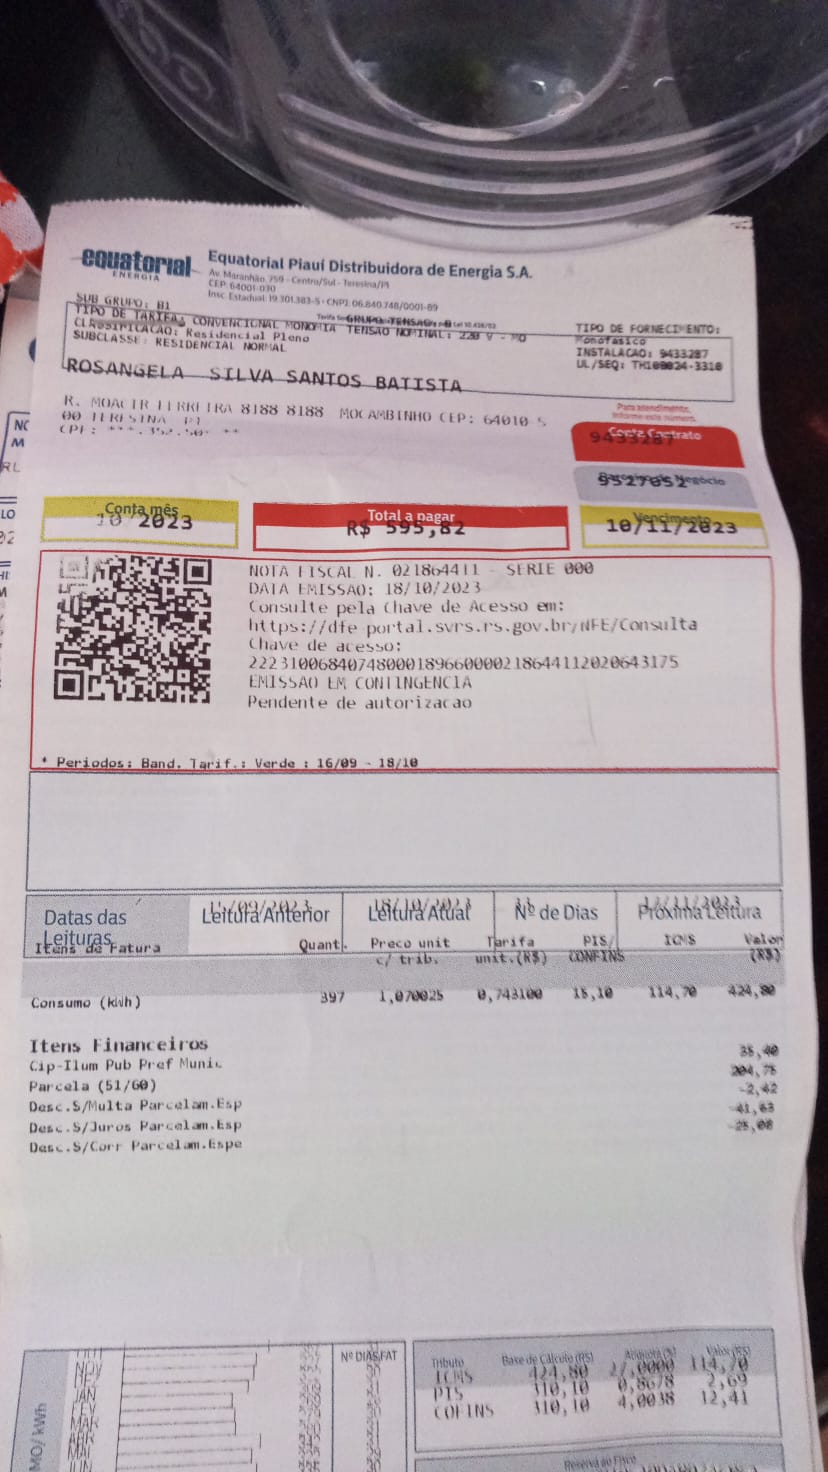 equatorial
ENERGIA
Equatorial Piauí Distribuidora de Energia S.A.
Av. Maranhão, 759 - Centro/Sul - Teresina/PI
CEP: 64001-010
Insc. Estadual: 19.301.383-5 - CNPJ: 06.840.748/0001-89
SUB GRUPO: B1
GRUPO TENSAO: B
TIPO DE TARIFA: CONVENCIONAL MONOMIA TENSAO NOMINAL: 220 V - MO
CLASSIFICACAO: Residencial Pleno
SUBCLASSE: RESIDENCIAL NORMAL
TIPO DE FORNECIMENTO:
Monofasico
INSTALACAO: 9433287
UL/SEQ: TH108024-3310
ROSANGELA SILVA SANTOS BATISTA
R. MOACIR FERREIRA 8188 8188 MOCAMBINHO CEP: 64010 5
00 TERESINA PI
CPF: ***.352.50* **
Para atendimento,
informe este número.
Conta Contrato
9433287
Negócio
9527052
Conta mês
10 2023
Total a pagar
R$ 595,82
Vencimento
10/11/2023
NOTA FISCAL N. 021864411 - SERIE 000
DATA EMISSAO: 18/10/2023
Consulte pela Chave de Acesso em:
https://dfe portal.svrs.rs.gov.br/NFE/Consulta
Chave de acesso:
22231006840748000189660000218644112020643175
EMISSAO EM CONTINGENCIA
Pendente de autorizacao
* Periodos: Band. Tarif.: Verde : 16/09 - 18/10
Datas das Leituras
Leitura Anterior
15/09/2023
Leitura Atual
18/10/2023
Nº de Dias
Próxima Leitura
Itens de Fatura Quant. Preco unit c/ trib. Tarifa unit.(R$) PIS/ CONFINS ICMS Valor (R$)
Consumo (kWh) 397 1,070025 0,743100 15,10 114,70 424,80
Itens Financeiros
Cip-Ilum Pub Pref Munic 35,40
Parcela (51/60) 204,75
Desc.S/Multa Parcelam.Esp -2,42
Desc.S/Juros Parcelam.Esp -41,63
Desc.S/Corr Parcelam.Espe -25,08
MO/ kWh
NOV
JAN
MAR
ABR
MAI
JUN
Nº DIAS FAT
Tributo Base de Cálculo (R$) Alíquota (%) Valor (R$)
ICMS 424,80 27,0000 114,70
PIS 310,10 0,8678 2,69
COFINS 310,10 4,0038 12,41
Reserva ao Fisco